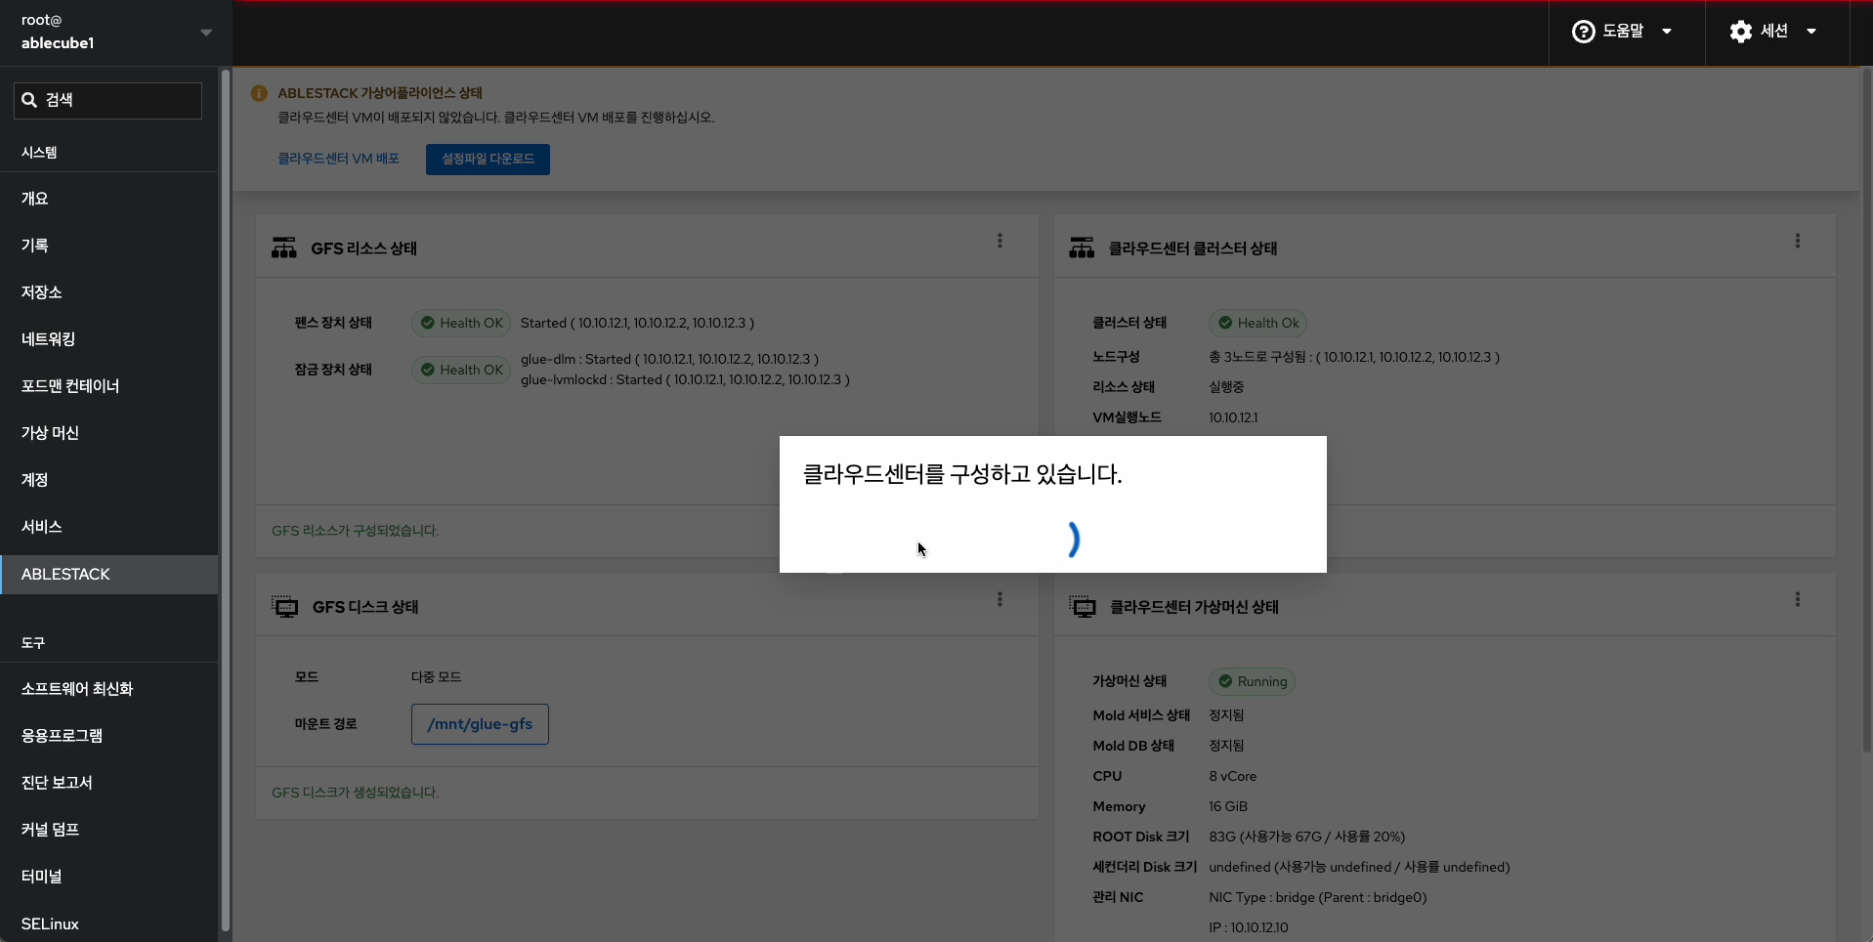 root@
ablecube1
도움말
세션
검색
시스템
개요
기록
저장소
네트워킹
포드맨 컨테이너
가상 머신
계정
서비스
ABLESTACK
도구
소프트웨어 최신화
응용프로그램
진단 보고서
커널 덤프
터미널
SELinux
ABLESTACK 가상어플라이언스 상태
클라우드센터 VM이 배포되지 않았습니다. 클라우드센터 VM 배포를 진행하십시오.
클라우드센터 VM 배포
설정파일 다운로드
GFS 리소스 상태
펜스 장치 상태 Health OK Started ( 10.10.12.1, 10.10.12.2, 10.10.12.3 )
잠금 장치 상태 Health OK glue-dlm : Started ( 10.10.12.1, 10.10.12.2, 10.10.12.3 )
glue-lvmlockd : Started ( 10.10.12.1, 10.10.12.2, 10.10.12.3 )
GFS 리소스가 구성되었습니다.
클라우드센터 클러스터 상태
클러스터 상태 Health Ok
노드구성 총 3노드로 구성됨 : ( 10.10.12.1, 10.10.12.2, 10.10.12.3 )
리소스 상태 실행중
VM실행노드 10.10.12.1
클라우드센터를 구성하고 있습니다.
GFS 디스크 상태
모드 다중 모드
마운트 경로 /mnt/glue-gfs
GFS 디스크가 생성되었습니다.
클라우드센터 가상머신 상태
가상머신 상태 Running
Mold 서비스 상태 정지됨
Mold DB 상태 정지됨
CPU 8 vCore
Memory 16 GiB
ROOT Disk 크기 83G (사용가능 67G / 사용률 20%)
세컨더리 Disk 크기 undefined (사용가능 undefined / 사용률 undefined)
관리 NIC NIC Type : bridge (Parent : bridge0)
IP : 10.10.12.10